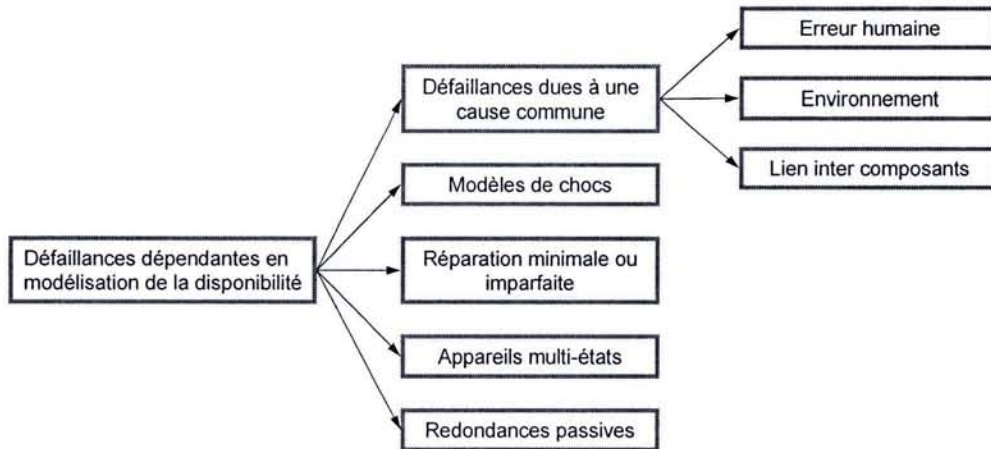 Défaillances dépendantes en
modélisation de la disponibilité
Défaillances dues à une
cause commune
Modèles de chocs
Réparation minimale ou
imparfaite
Appareils multi-états
Redondances passives
Erreur humaine
Environnement
Lien inter composants